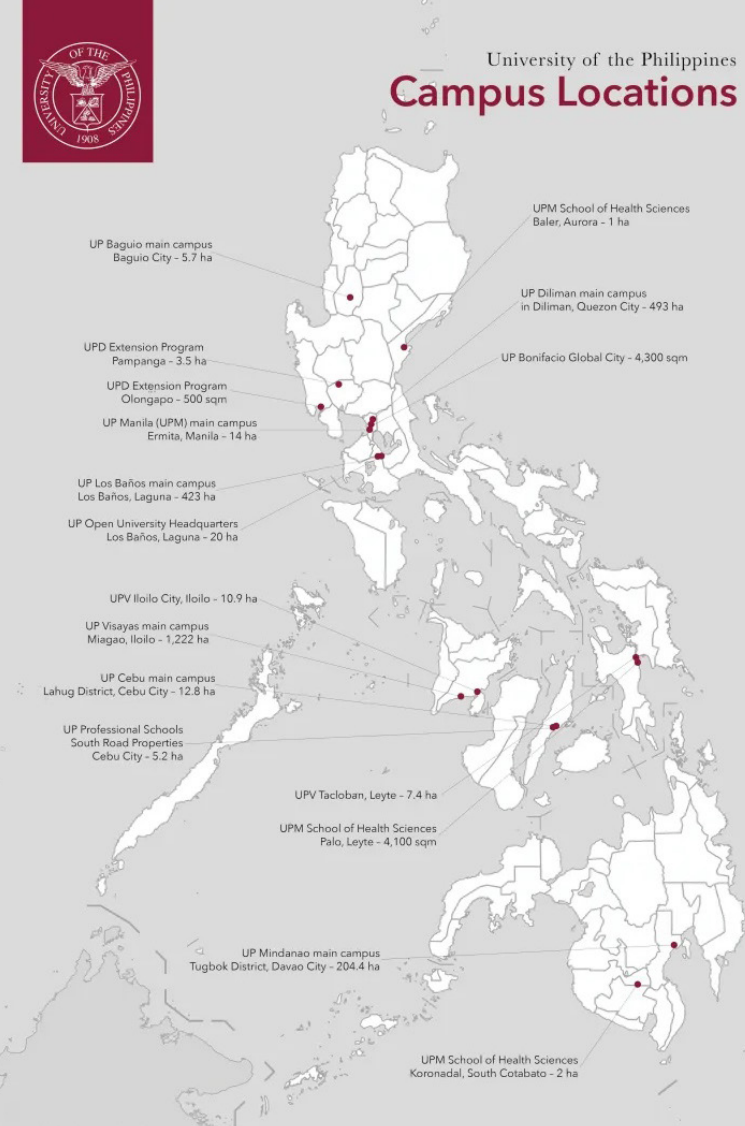 OF THE
UNIVERSITY
PHILIPPINES
1908
University of the Philippines
Campus Locations
UPM School of Health Sciences
Baler, Aurora – 1 ha
UP Baguio main campus
Baguio City – 5.7 ha
UP Diliman main campus
in Diliman, Quezon City – 493 ha
UPD Extension Program
Pampanga – 3.5 ha
UP Bonifacio Global City – 4,300 sqm
UPD Extension Program
Olongapo – 500 sqm
UP Manila (UPM) main campus
Ermita, Manila – 14 ha
UP Los Baños main campus
Los Baños, Laguna – 423 ha
UP Open University Headquarters
Los Baños, Laguna – 20 ha
UPV Iloilo City, Iloilo – 10.9 ha
UP Visayas main campus
Miagao, Iloilo – 1,222 ha
UP Cebu main campus
Lahug District, Cebu City – 12.8 ha
UP Professional Schools
South Road Properties
Cebu City – 5.2 ha
UPV Tacloban, Leyte – 7.4 ha
UPM School of Health Sciences
Palo, Leyte – 4,100 sqm
UP Mindanao main campus
Tugbok District, Davao City – 204.4 ha
UPM School of Health Sciences
Koronadal, South Cotabato – 2 ha